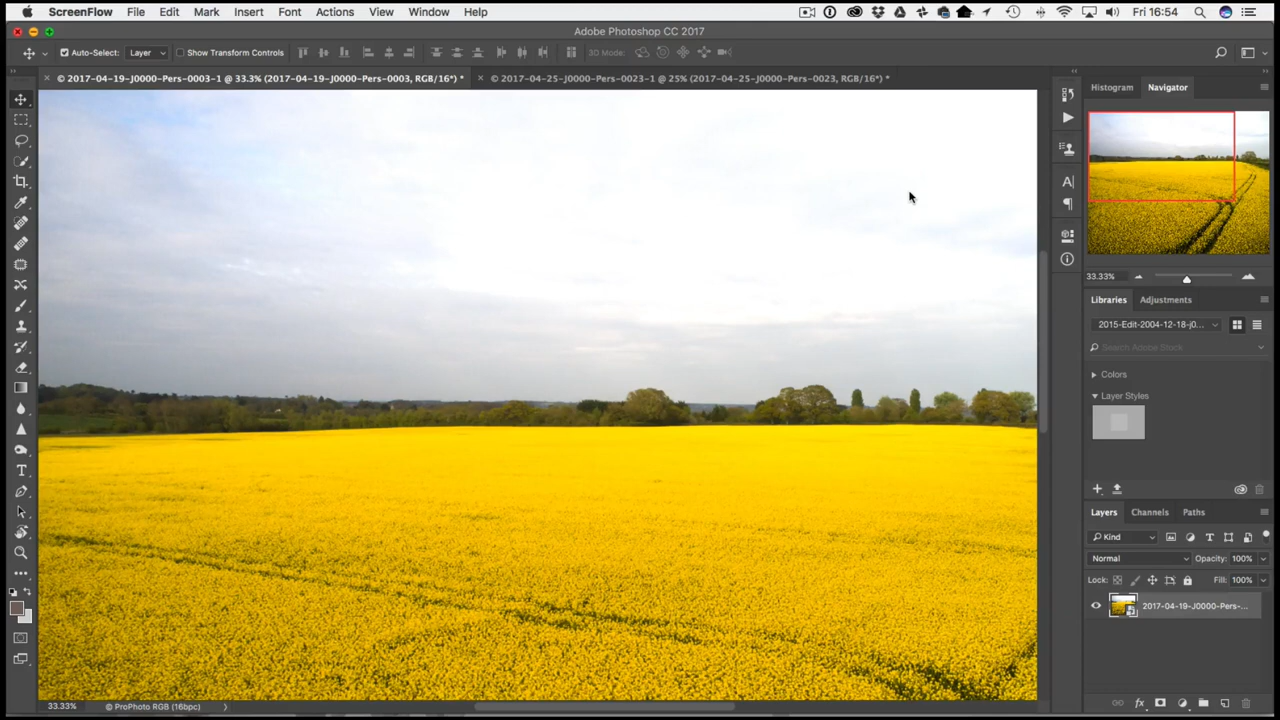 ScreenFlow File Edit Mark Insert Font Actions View Window Help Fri 16:54
Adobe Photoshop CC 2017
Auto-Select: Layer Show Transform Controls 3D Mode:
© 2017-04-19-J0000-Pers-0003-1 @ 33.3% (2017-04-19-J0000-Pers-0003, RGB/16*) * © 2017-04-25-J0000-Pers-0023-1 @ 25% (2017-04-25-J0000-Pers-0023, RGB/16*) *
Histogram Navigator
33.33%
Libraries Adjustments
2015-Edit-2004-12-18-j0...
Search Adobe Stock
Colors
Layer Styles
Layers Channels Paths
Kind
Normal Opacity: 100%
Lock: Fill: 100%
2017-04-19-J0000-Pers-...
33.33% © ProPhoto RGB (16bpc)